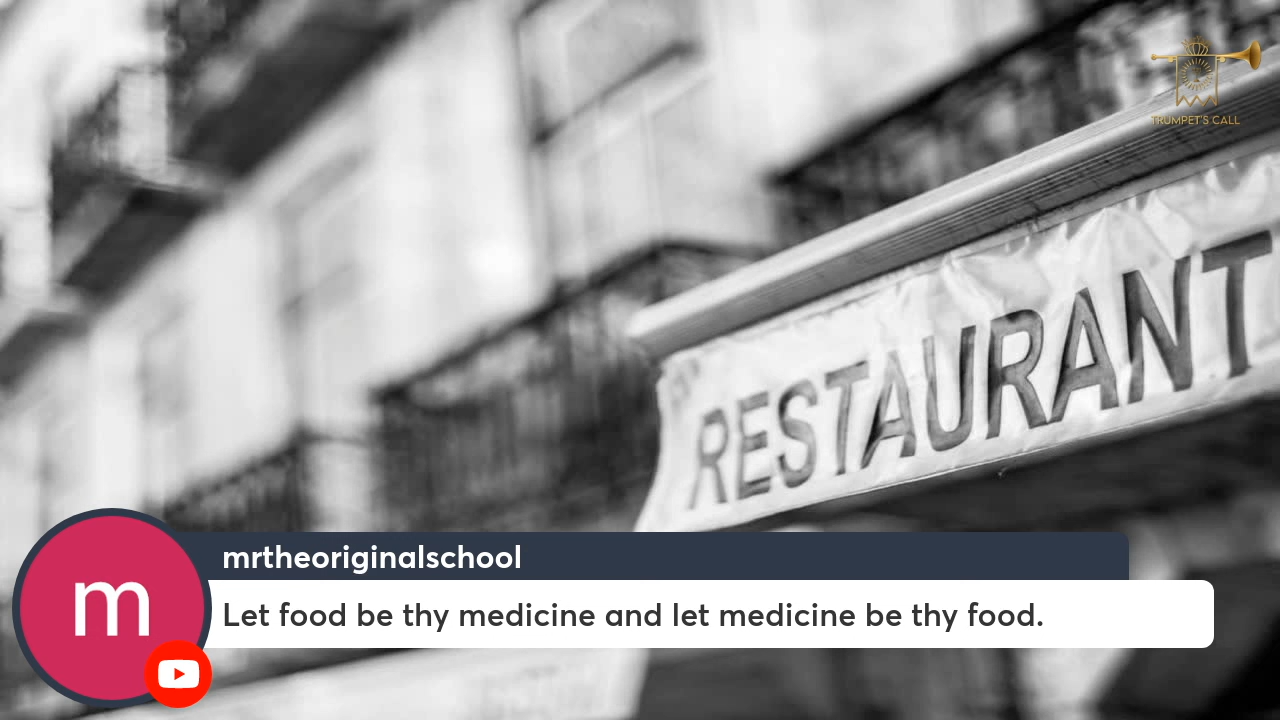 TRUMPET'S CALL
RESTAURANT
mrtheoriginalschool
m
Let food be thy medicine and let medicine be thy food.